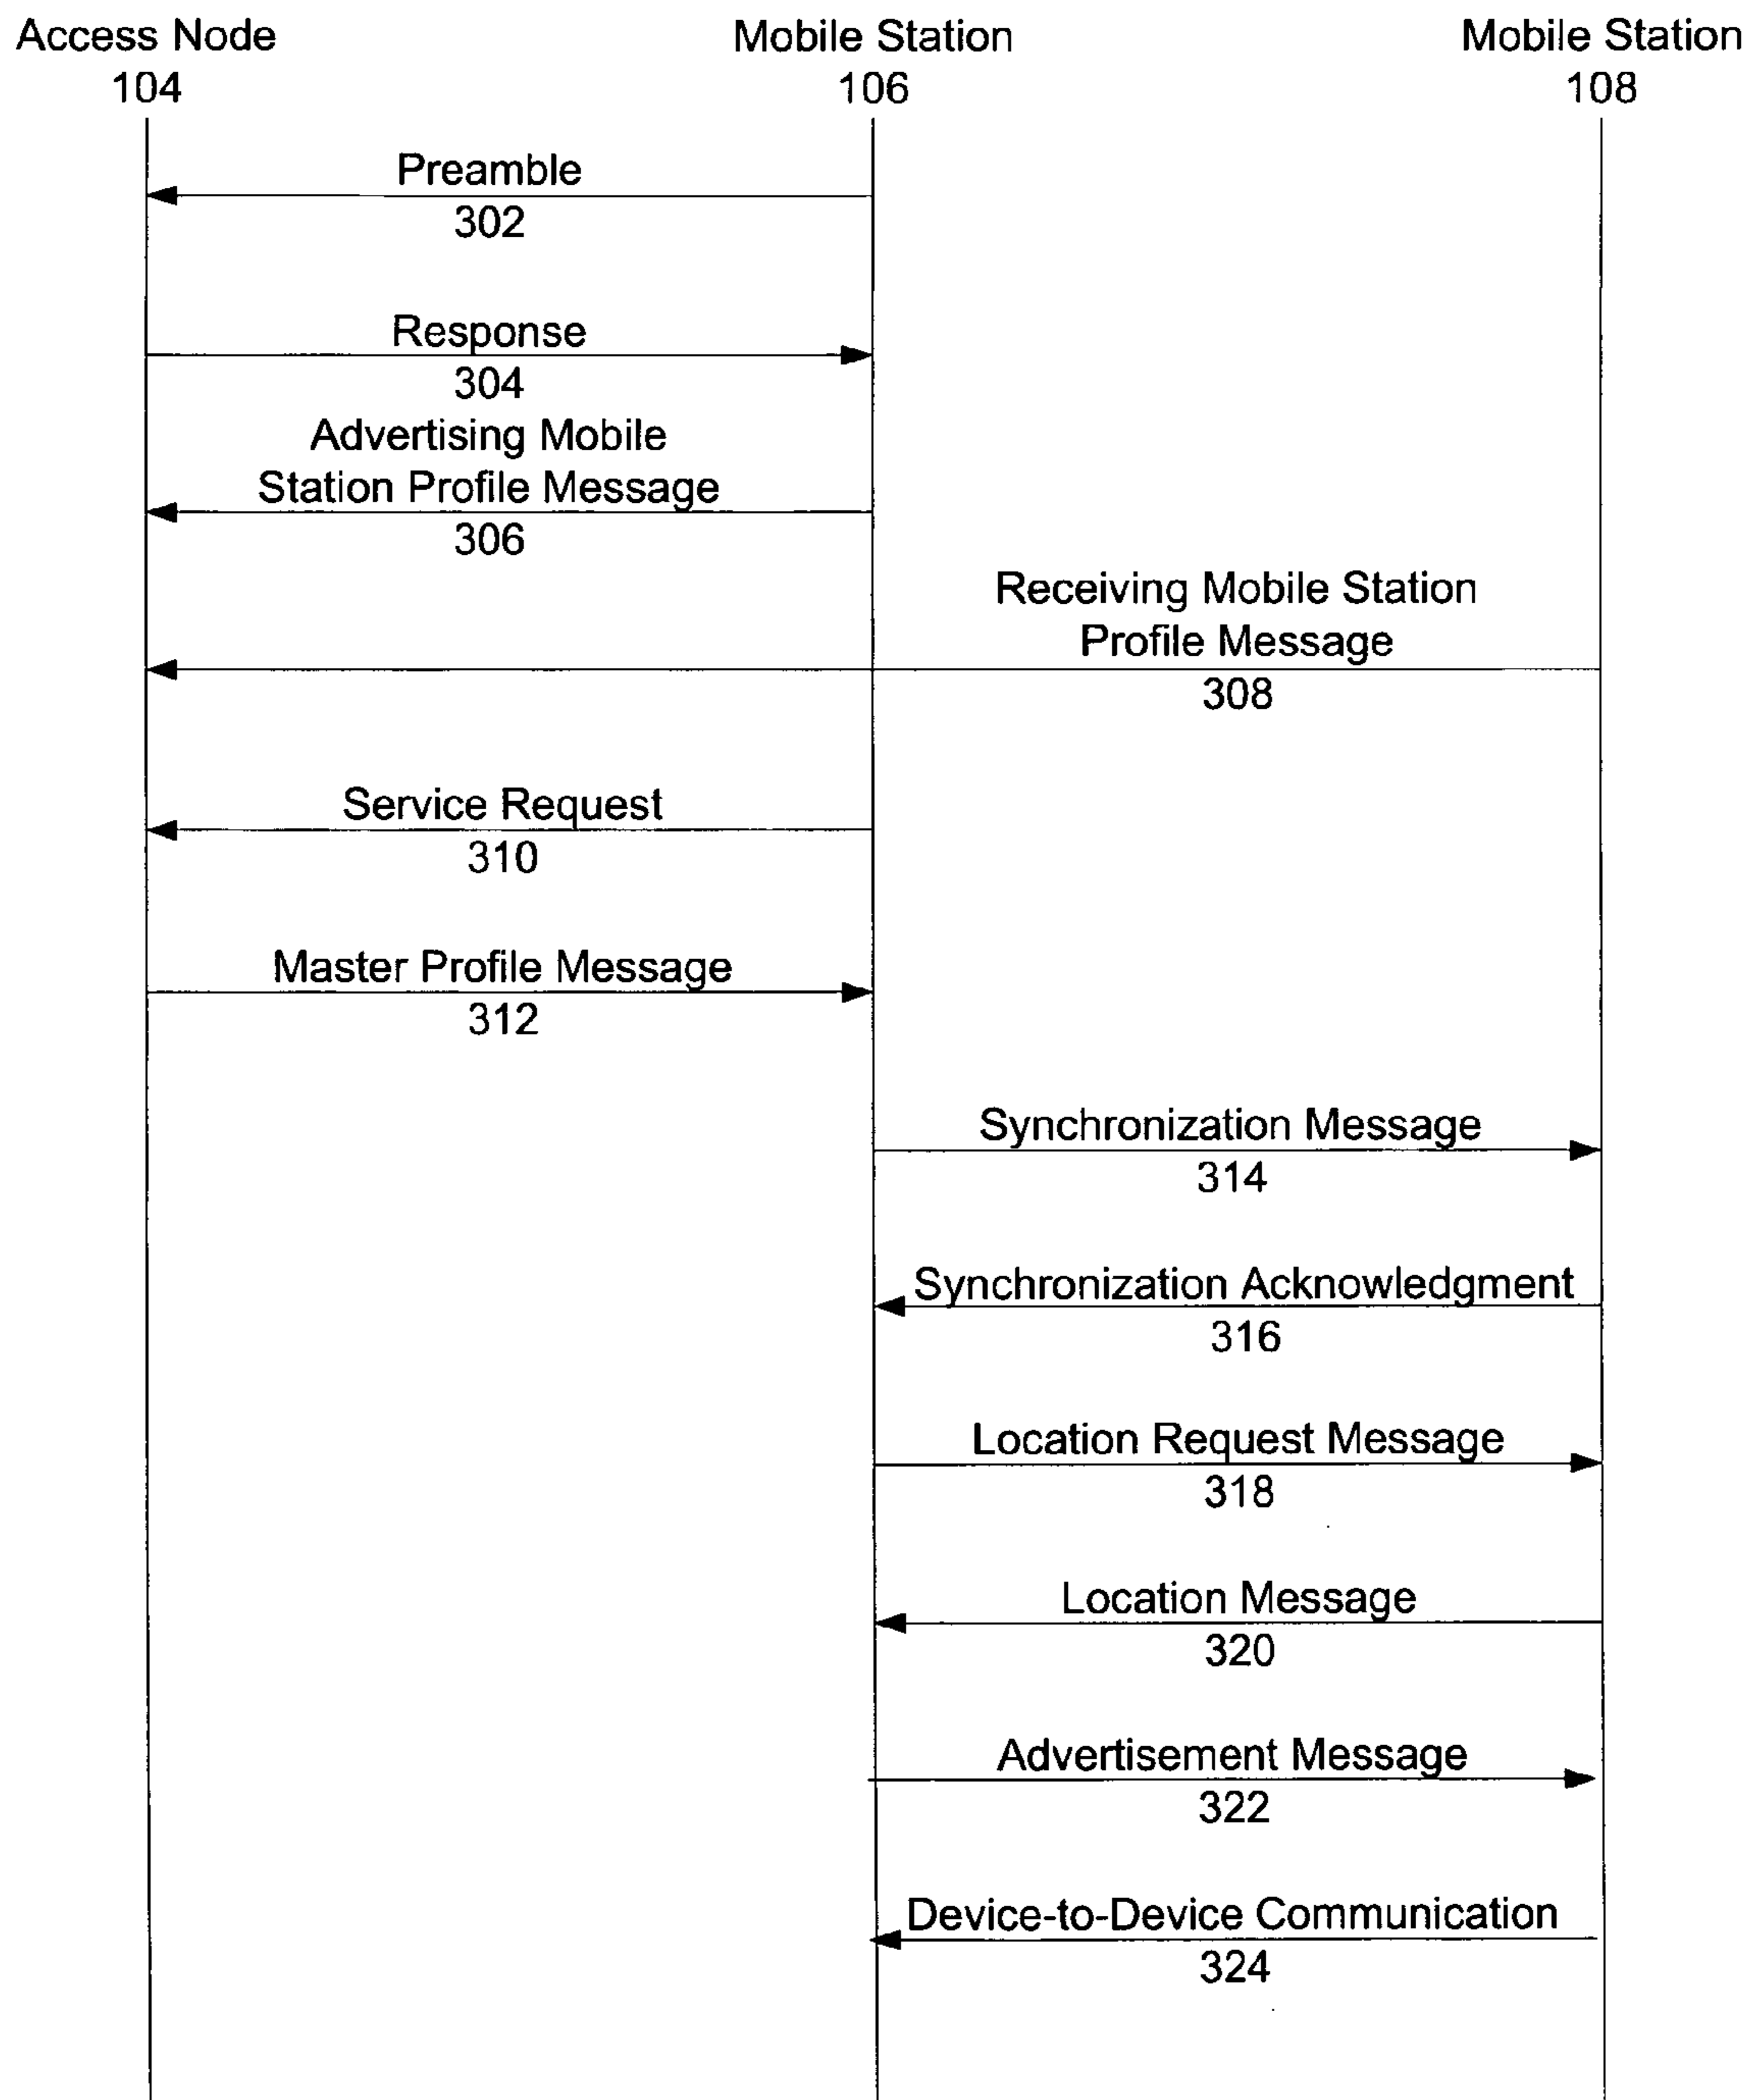 Access Node
104
Mobile Station
106
Mobile Station
108
Preamble
302
Response
304
Advertising Mobile
Station Profile Message
306
Receiving Mobile Station
Profile Message
308
Service Request
310
Master Profile Message
312
Synchronization Message
314
Synchronization Acknowledgment
316
Location Request Message
318
Location Message
320
Advertisement Message
322
Device-to-Device Communication
324